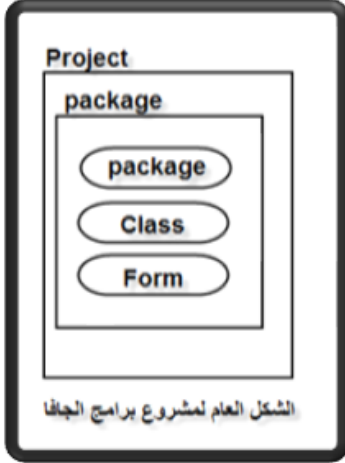 Project
package
package
Class
Form
الشكل العام لمشروع برامج الجافا